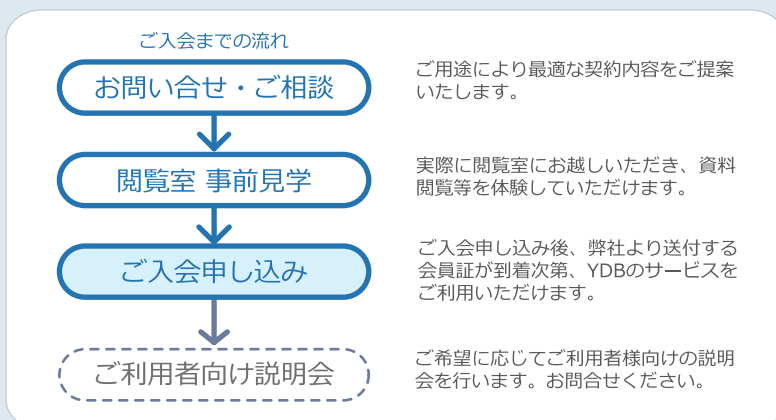 ご入会までの流れ
お問い合せ・ご相談
ご用途により最適な契約内容をご提案
いたします。
閲覧室 事前見学
実際に閲覧室にお越しいただき、資料
閲覧等を体験していただけます。
ご入会申し込み
ご入会申し込み後、弊社より送付する
会員証が到着次第、YDBのサービスを
ご利用いただけます。
ご利用者向け説明会
ご希望に応じてご利用者様向けの説明
会を行います。お問合せください。